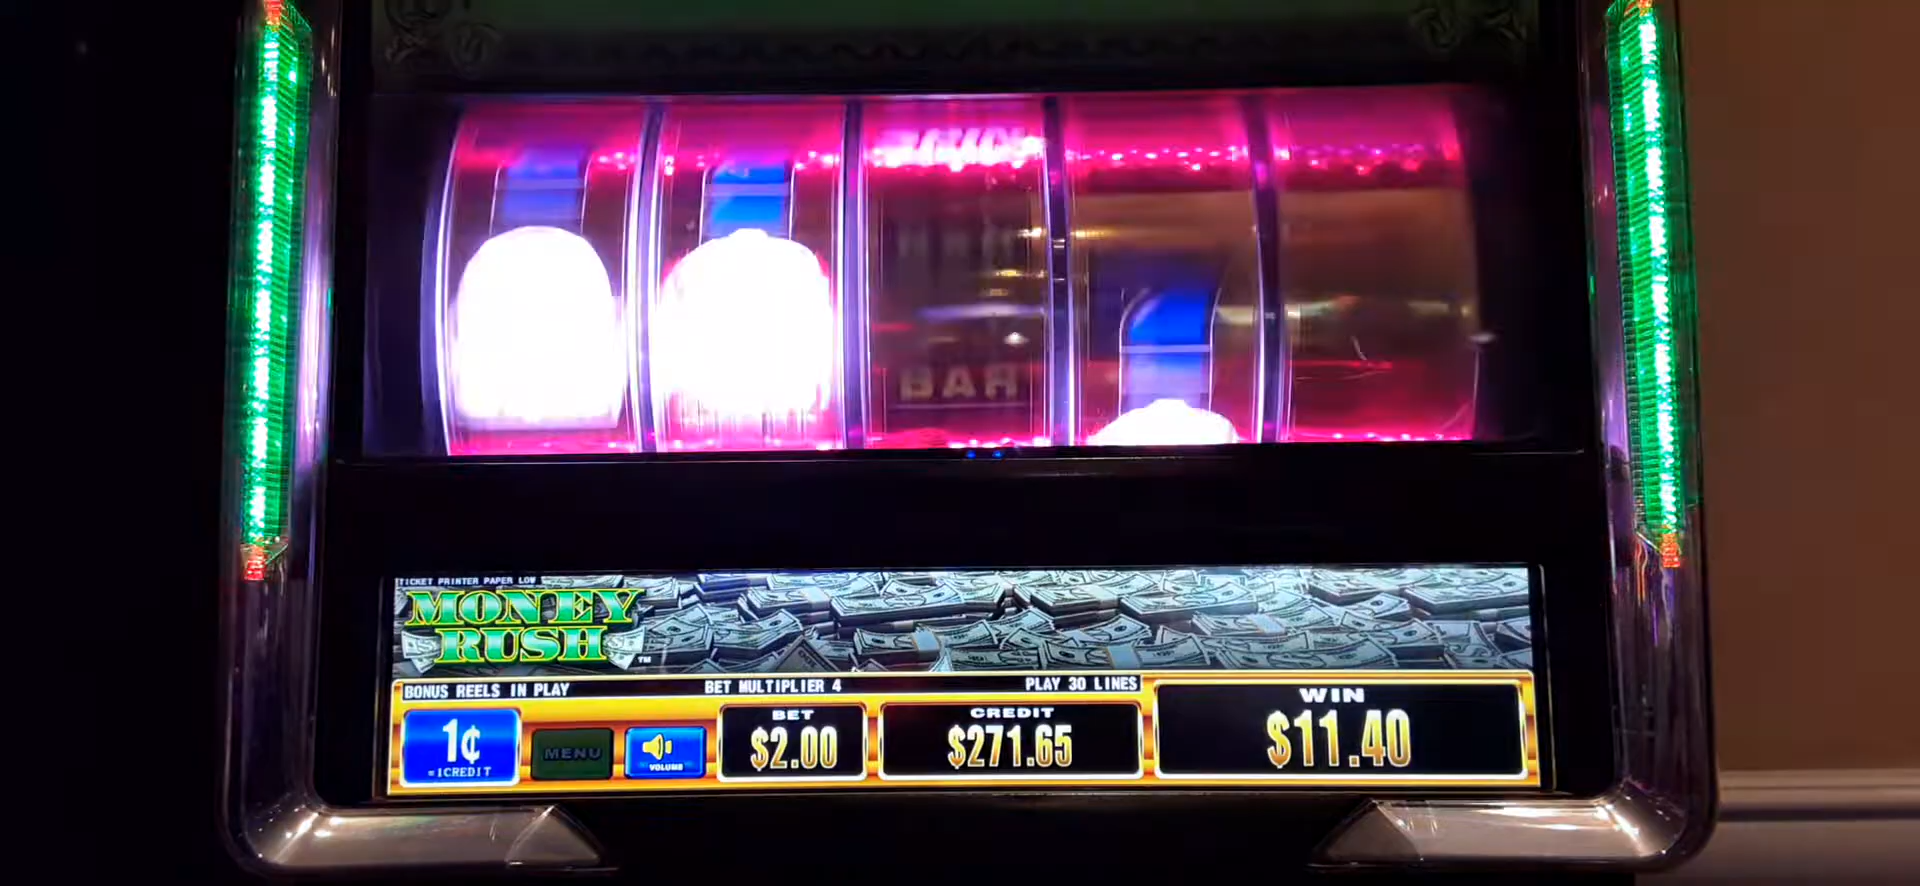 BAR
TICKET PRINTER PAPER LOW
MONEY
RUSH™
BONUS REELS IN PLAY
BET MULTIPLIER 4
PLAY 30 LINES
1¢
=1CREDIT
MENU
VOLUME
BET
$2.00
CREDIT
$271.65
WIN
$11.40